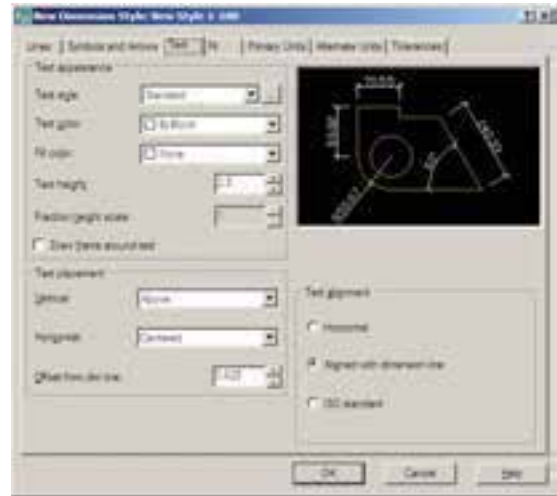 New Dimension Style: New Style
Lines Symbols and Arrows Text Fit Primary Units Alternate Units Tolerances
Text appearance
Text style: Standard
Text color: ByBlock
Fill color: None
Text height:
Fraction height scale:
Draw frame around text
Text placement
Vertical: Above
Horizontal: Centered
Offset from dim line:
Text alignment
Horizontal
Aligned with dimension line
ISO standard
OK Cancel Help